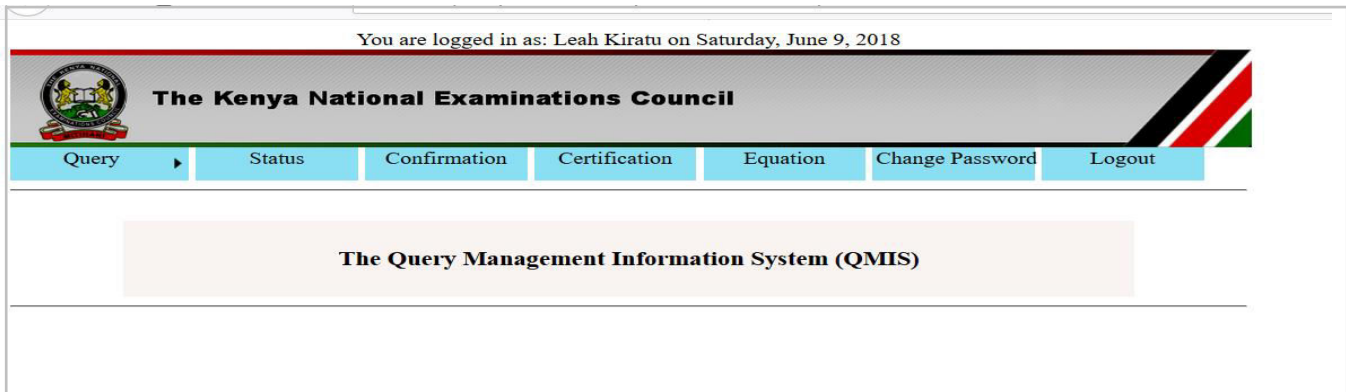 You are logged in as: Leah Kiratu on Saturday, June 9, 2018
The Kenya National Examinations Council
Query Status Confirmation Certification Equation Change Password Logout
The Query Management Information System (QMIS)